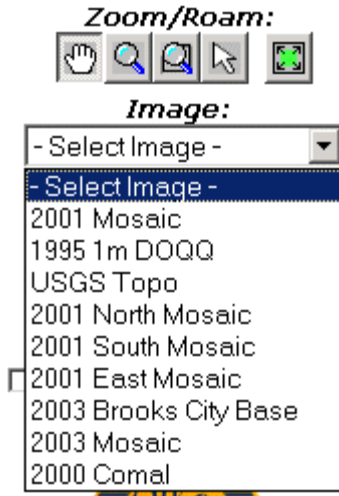 Zoom/Roam:
Image:
- Select Image -
- Select Image -
2001 Mosaic
1995 1m DOQQ
USGS Topo
2001 North Mosaic
2001 South Mosaic
2001 East Mosaic
2003 Brooks City Base
2003 Mosaic
2000 Comal